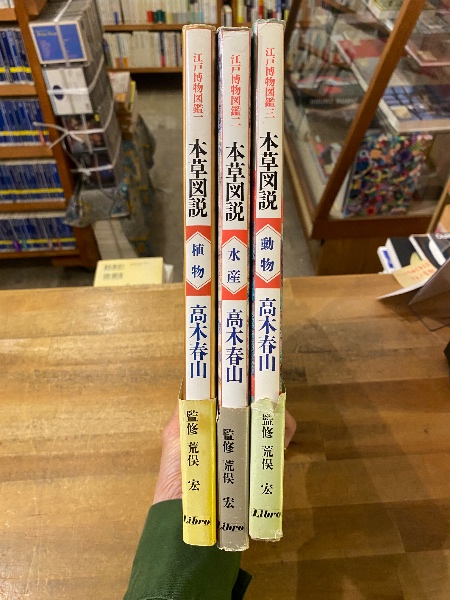 江戸博物図鑑一
本草図説
植物
高木春山
監修 荒俣 宏
Libro
江戸博物図鑑二
本草図説
水産
高木春山
監修 荒俣 宏
Libro
江戸博物図鑑三
本草図説
動物
高木春山
監修 荒俣 宏
Libro